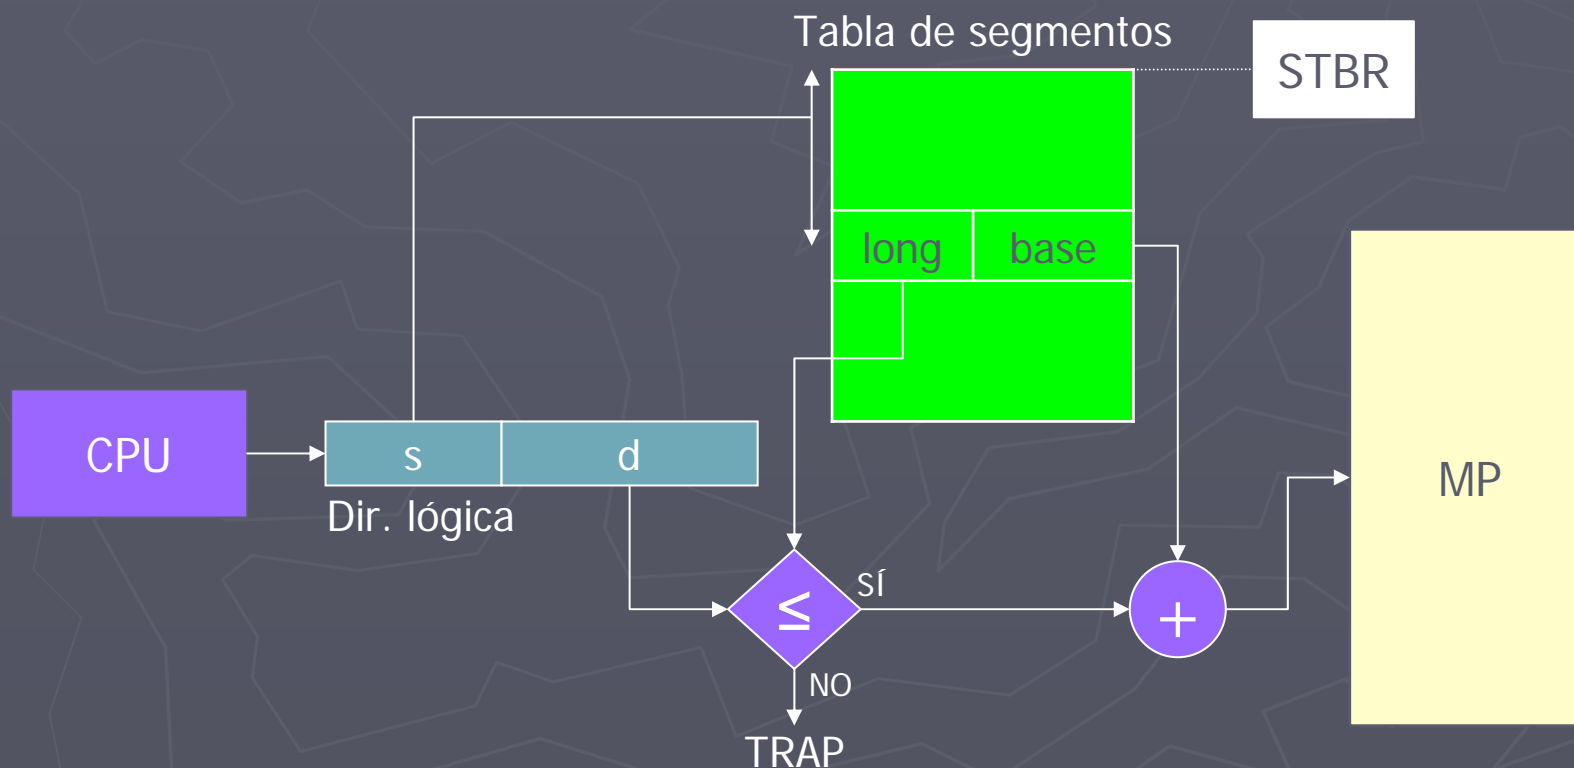 Tabla de segmentos
STBR
long
base
CPU
s
d
Dir. lógica
MP
≤
SÍ
+
NO
TRAP